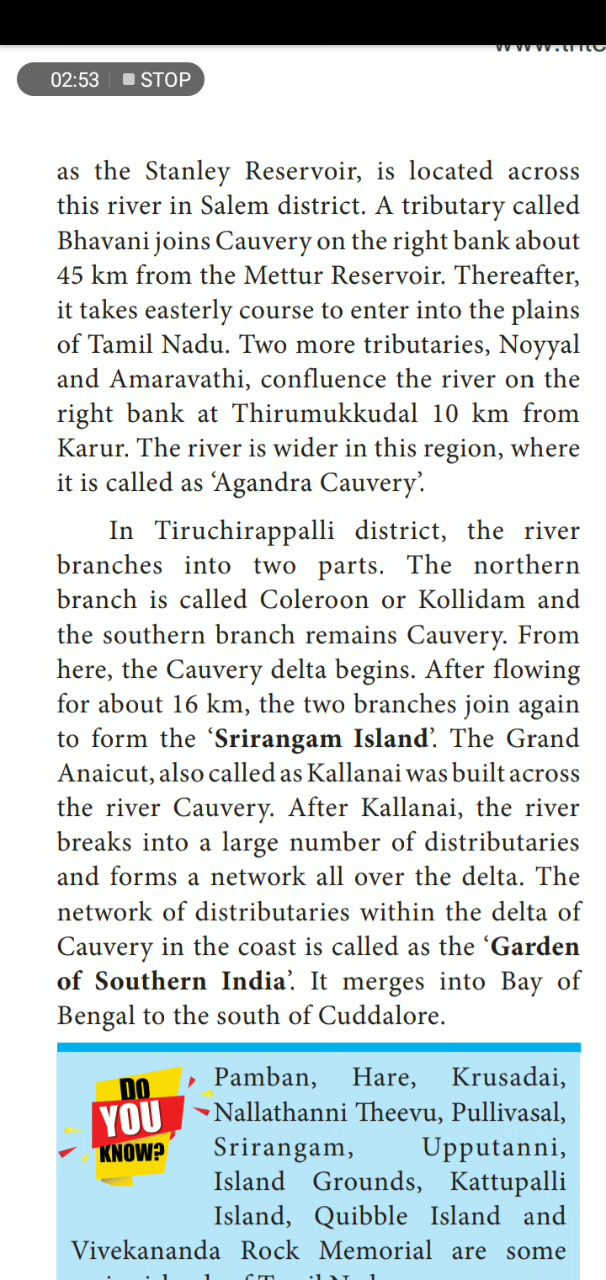 02:53 STOP
as the Stanley Reservoir, is located across
this river in Salem district. A tributary called
Bhavani joins Cauvery on the right bank about
45 km from the Mettur Reservoir. Thereafter,
it takes easterly course to enter into the plains
of Tamil Nadu. Two more tributaries, Noyyal
and Amaravathi, confluence the river on the
right bank at Thirumukkudal 10 km from
Karur. The river is wider in this region, where
it is called as ‘Agandra Cauvery’.
In Tiruchirappalli district, the river
branches into two parts. The northern
branch is called Coleroon or Kollidam and
the southern branch remains Cauvery. From
here, the Cauvery delta begins. After flowing
for about 16 km, the two branches join again
to form the ‘Srirangam Island’. The Grand
Anaicut, also called as Kallanai was built across
the river Cauvery. After Kallanai, the river
breaks into a large number of distributaries
and forms a network all over the delta. The
network of distributaries within the delta of
Cauvery in the coast is called as the ‘Garden
of Southern India’. It merges into Bay of
Bengal to the south of Cuddalore.
DO
YOU
KNOW?
Pamban, Hare, Krusadai,
Nallathanni Theevu, Pullivasal,
Srirangam, Upputanni,
Island Grounds, Kattupalli
Island, Quibble Island and
Vivekananda Rock Memorial are some